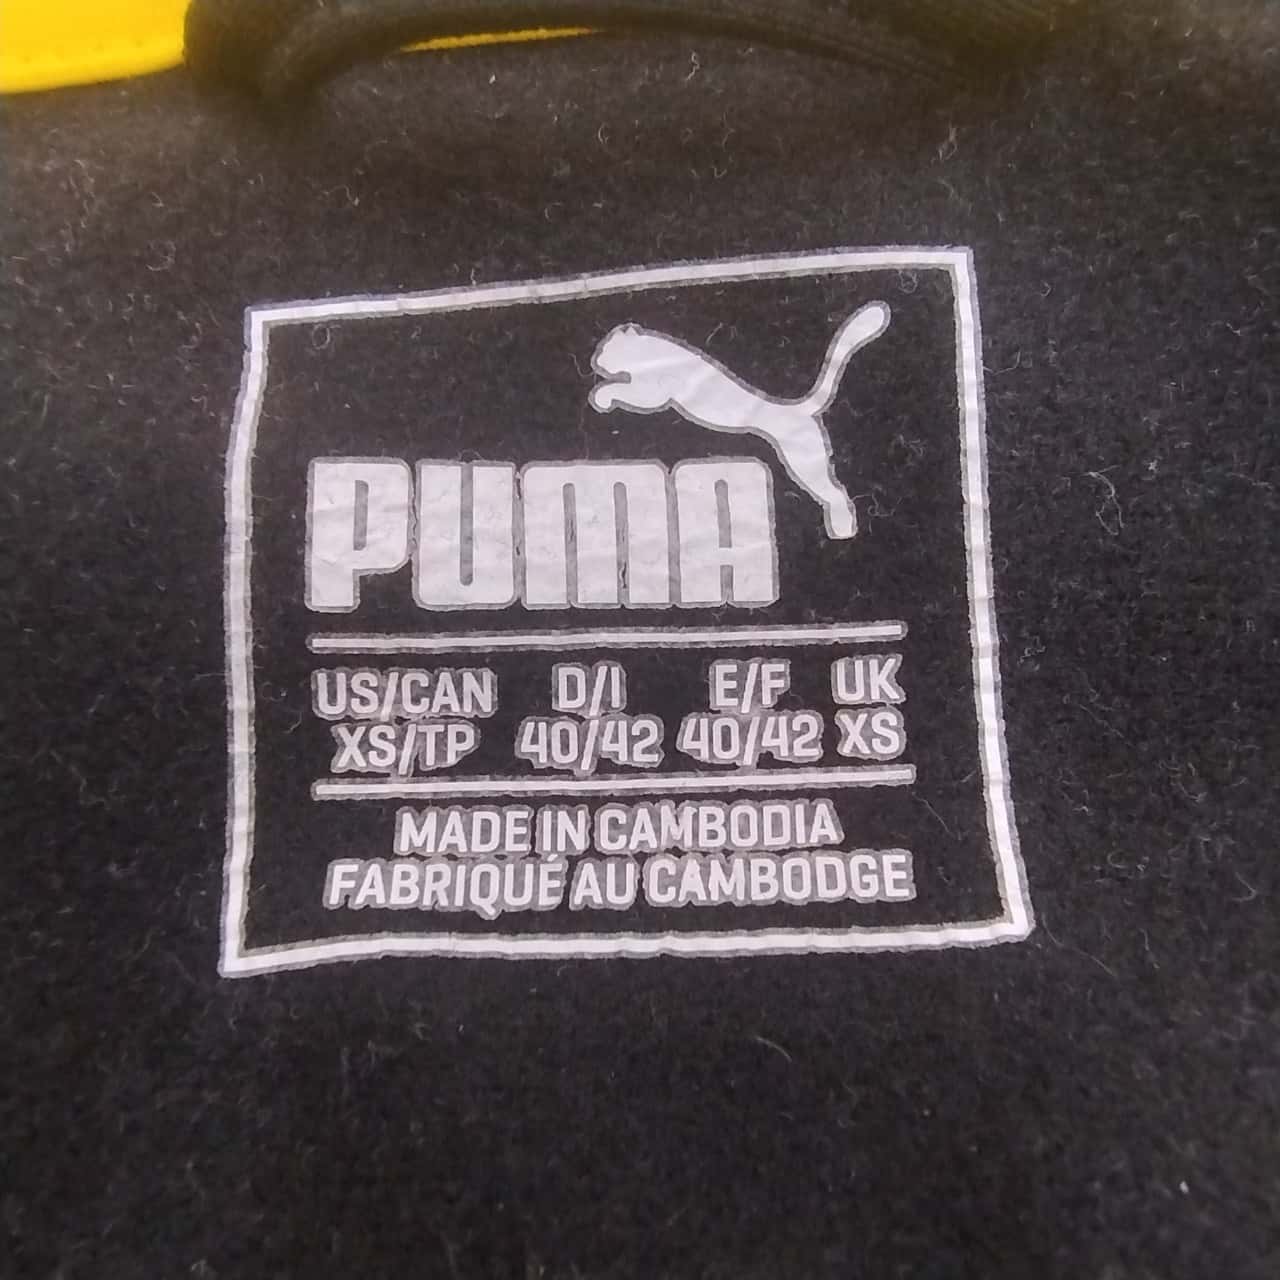 PUMA
US/CAN D/I E/F UK
XS/TP 40/42 40/42 XS
MADE IN CAMBODIA
FABRIQUÉ AU CAMBODGE